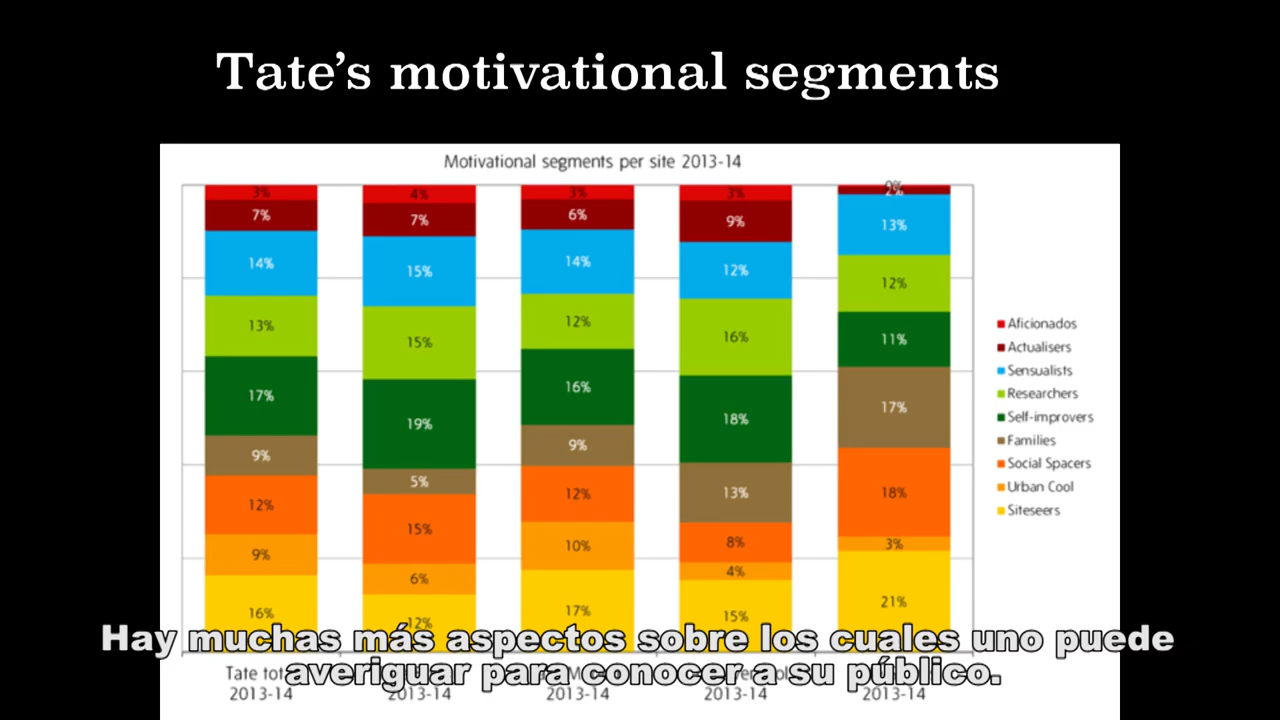 Tate's motivational segments
Motivational segments per site 2013-14
3% 4% 3% 3% 0%
7% 7% 6% 9% 2%
14% 15% 14% 12% 13%
13% 15% 12% 16% 12%
17% 19% 16% 18% 11%
9% 5% 9% 13% 17%
12% 15% 12% 8% 18%
9% 6% 10% 4% 3%
16% 12% 17% 15% 21%
Aficionados
Actualisers
Sensualists
Researchers
Self-improvers
Families
Social Spacers
Urban Cool
Siteseers
Hay muchas más aspectos sobre los cuales uno puede
averiguar para conocer a su público.
Tate
2013-14 2013-14 2013-14 2013-14 2013-14